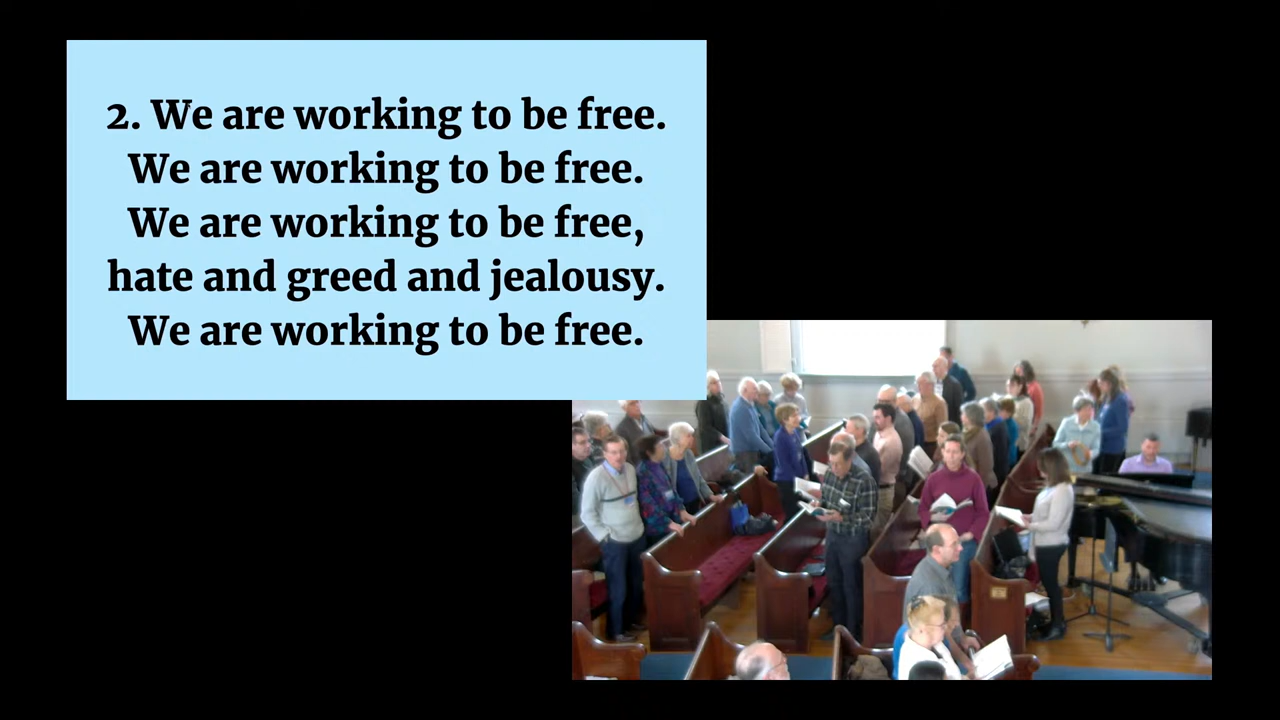 2. We are working to be free.
We are working to be free.
We are working to be free,
hate and greed and jealousy.
We are working to be free.